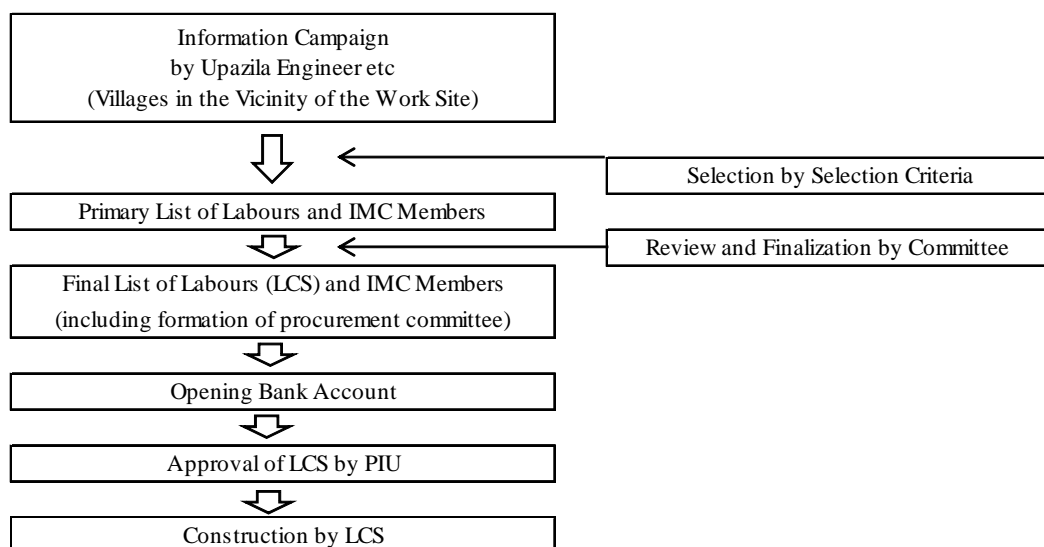 Information Campaign
by Upazila Engineer etc
(Villages in the Vicinity of the Work Site)
Selection by Selection Criteria
Primary List of Labours and IMC Members
Review and Finalization by Committee
Final List of Labours (LCS) and IMC Members
(including formation of procurement committee)
Opening Bank Account
Approval of LCS by PIU
Construction by LCS